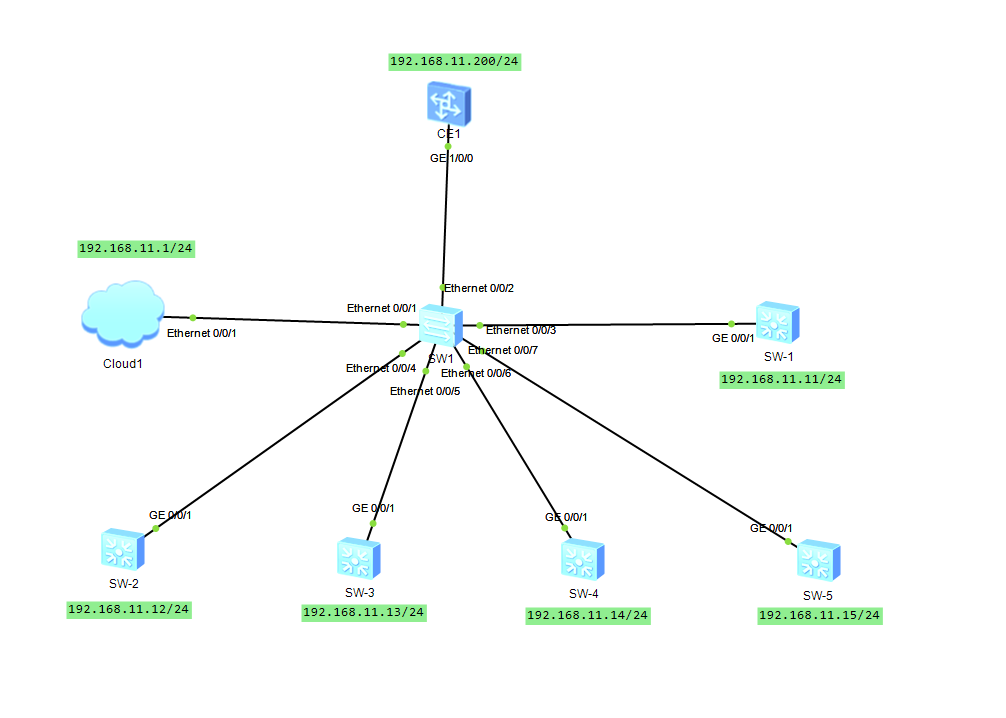 192.168.11.200/24
CE1
GE 1/0/0
192.168.11.1/24
Ethernet 0/0/1
Cloud1
Ethernet 0/0/2
Ethernet 0/0/1
Ethernet 0/0/3
SW1
Ethernet 0/0/7
Ethernet 0/0/4
Ethernet 0/0/6
Ethernet 0/0/5
GE 0/0/1
SW-1
192.168.11.11/24
GE 0/0/1
SW-2
192.168.11.12/24
GE 0/0/1
SW-3
192.168.11.13/24
GE 0/0/1
SW-4
192.168.11.14/24
GE 0/0/1
SW-5
192.168.11.15/24